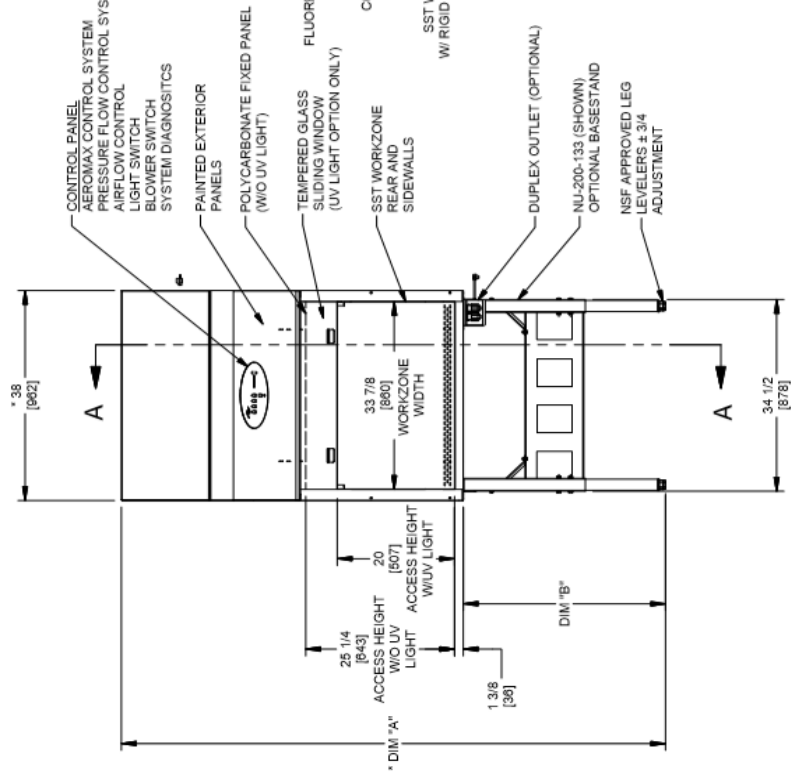 CONTROL PANEL
AEROMAX CONTROL SYSTEM
PRESSURE FLOW CONTROL SYS
AIRFLOW CONTROL
LIGHT SWITCH
BLOWER SWITCH
SYSTEM DIAGNOSITCS
PAINTED EXTERIOR
PANELS
POLYCARBONATE FIXED PANEL
(W/O UV LIGHT)
TEMPERED GLASS
SLIDING WINDOW
(UV LIGHT OPTION ONLY)
SST WORKZONE
REAR AND
SIDEWALLS
DUPLEX OUTLET (OPTIONAL)
NU-200-133 (SHOWN)
OPTIONAL BASESTAND
NSF APPROVED LEG
LEVELERS ± 3/4
ADJUSTMENT
FLUOR
C
SST W
W/ RIGID
* 38
[962]
A
A
33 7/8
[860]
WORKZONE
WIDTH
34 1/2
[878]
20
[507]
ACCESS HEIGHT
W/UV LIGHT
25 1/4
[643]
ACCESS HEIGHT
W/O UV
LIGHT
1 3/8
[36]
DIM "B"
* DIM "A"